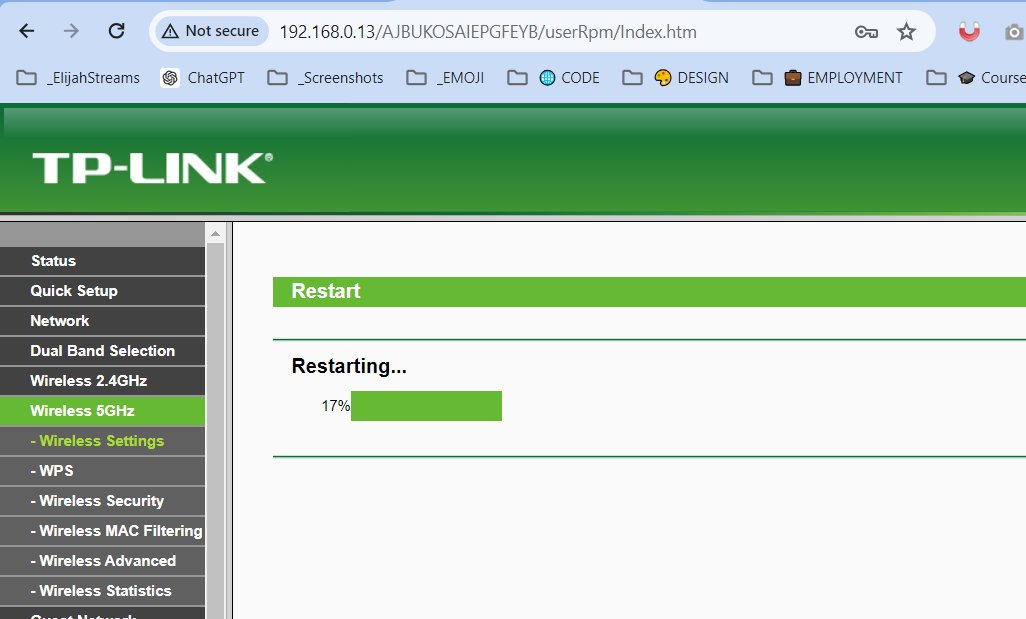 Not secure 192.168.0.13/AJBUKOSAIEPGFEYB/userRpm/Index.htm
_ElijahStreams ChatGPT _Screenshots _EMOJI CODE DESIGN EMPLOYMENT Course
TP-LINK®
Status
Quick Setup
Network
Dual Band Selection
Wireless 2.4GHz
Wireless 5GHz
- Wireless Settings
- WPS
- Wireless Security
- Wireless MAC Filtering
- Wireless Advanced
- Wireless Statistics
Guest Network
Restart
Restarting...
17%